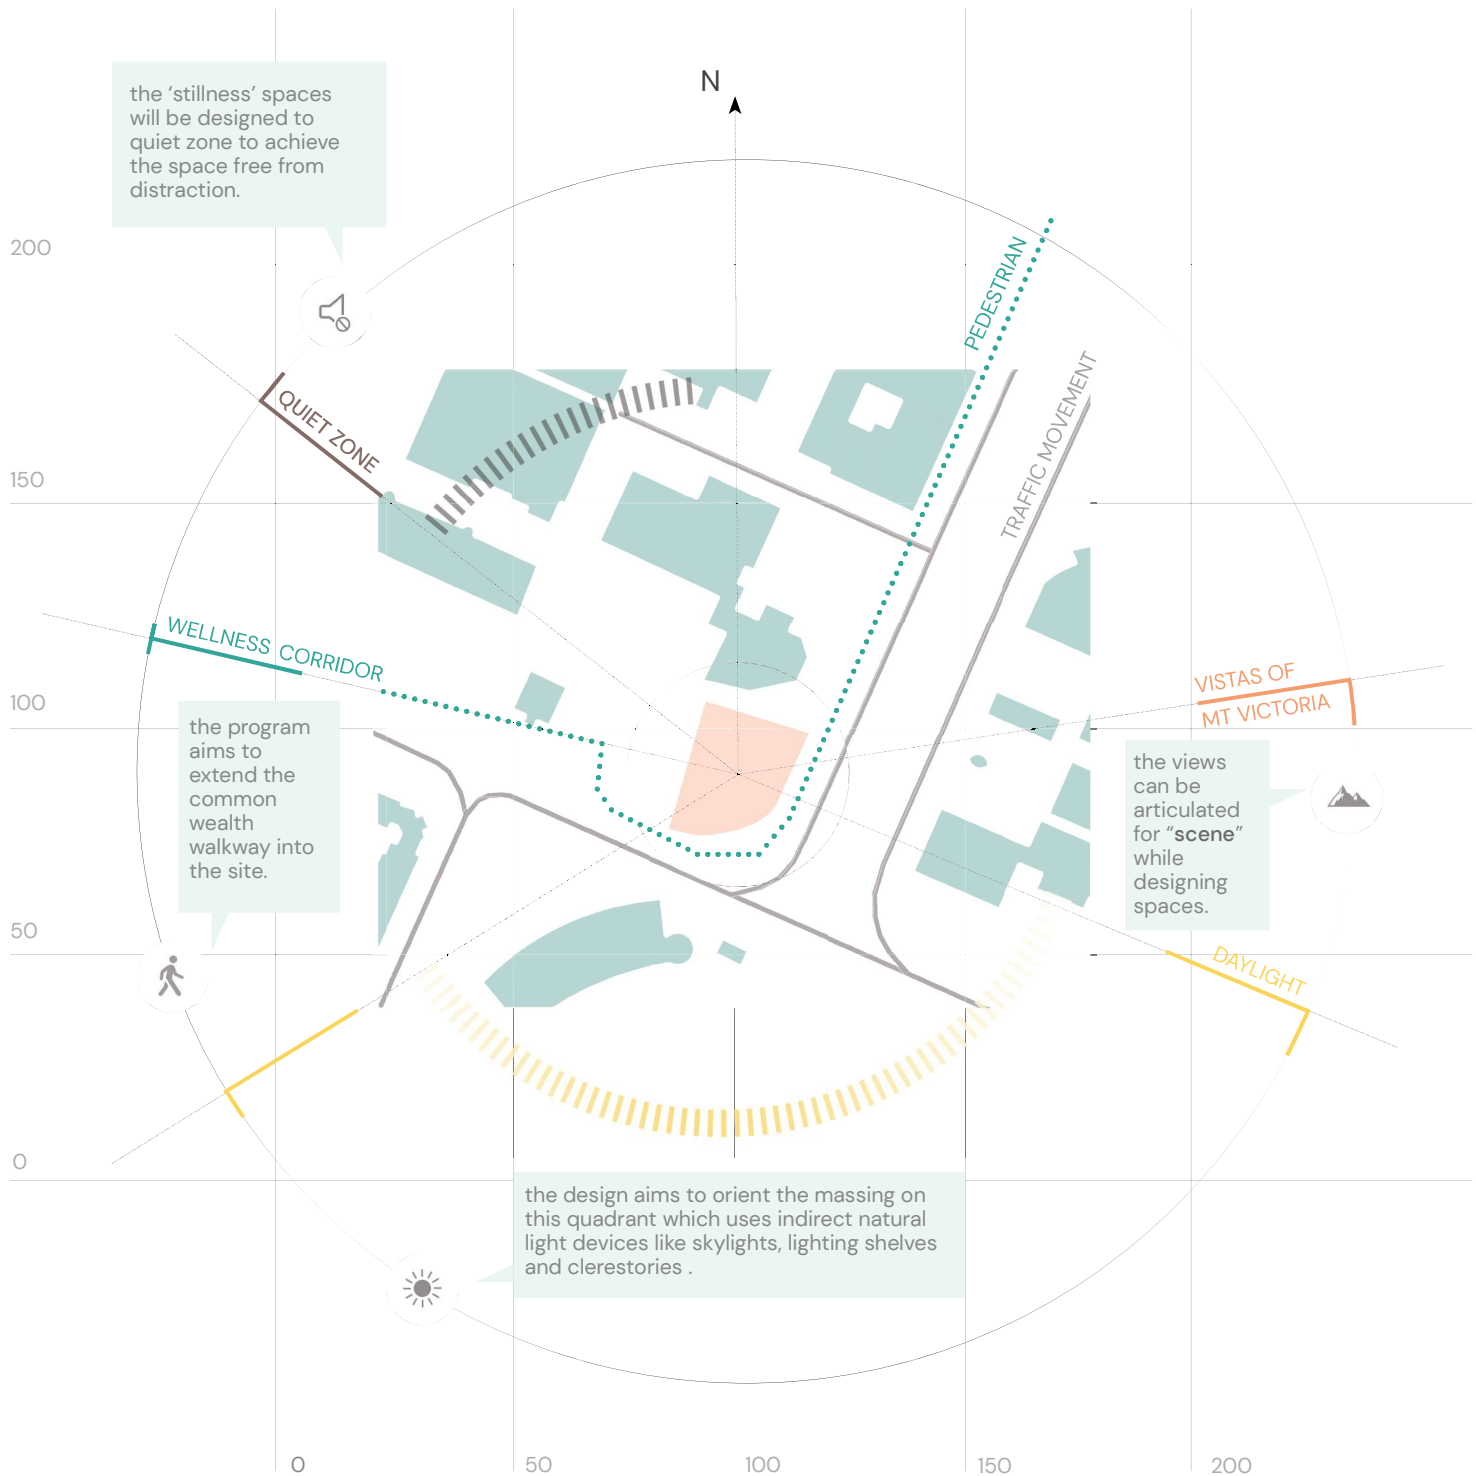 N
the ‘stillness’ spaces
will be designed to
quiet zone to achieve
the space free from
distraction.
200
PEDESTRIAN
TRAFFIC MOVEMENT
QUIET ZONE
150
WELLNESS CORRIDOR
VISTAS OF
MT VICTORIA
100
the program
aims to
extend the
common
wealth
walkway into
the site.
the views
can be
articulated
for “scene”
while
designing
spaces.
50
DAYLIGHT
0
the design aims to orient the massing on
this quadrant which uses indirect natural
light devices like skylights, lighting shelves
and clerestories .
0
50
100
150
200